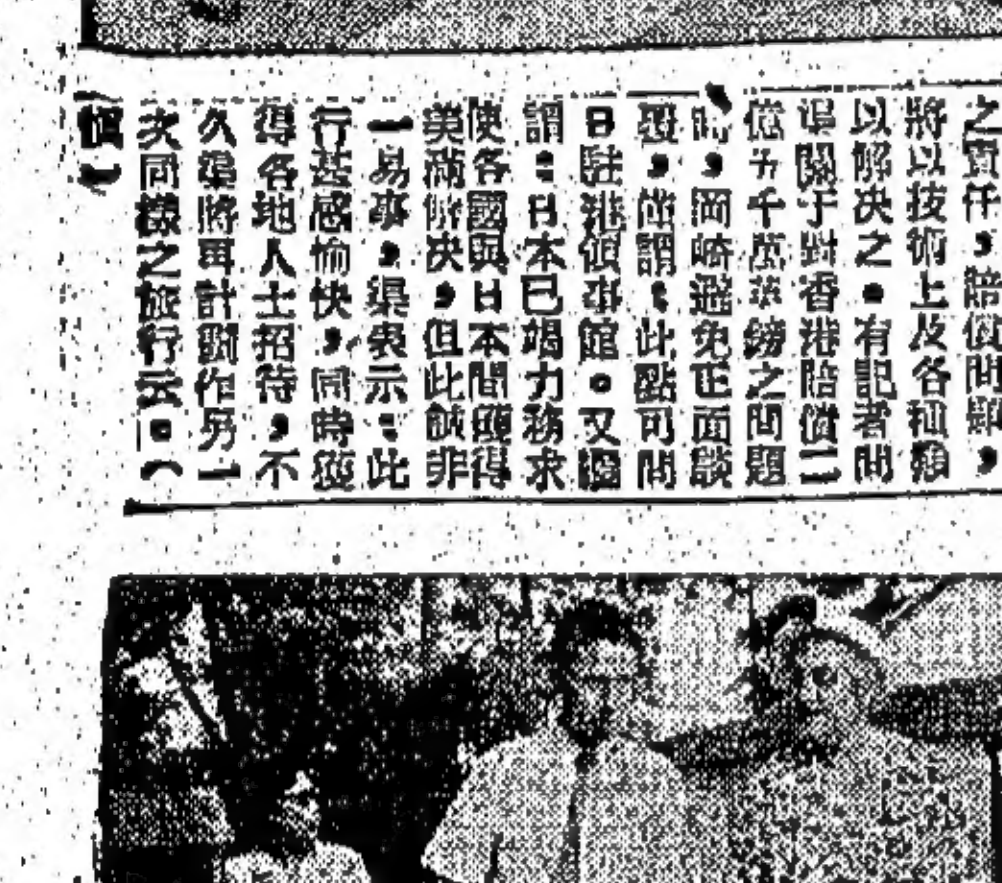 之責任，賠償問題，
將以技術上及各種
以解決之。有記者問
渠關于對香港賠償二
億五千萬英鎊之問題
時，岡崎避免正面談
及，僅謂：此點可問
日駐港領事館。又
謂：日本已竭力務求
使各國與日本間獲得
美滿解決，但此誠非
一易事，渠表示：此
行甚感愉快，同時獲
得各地人士招待，不
久渠將再計劃作另一
次同樣之旅行云。（